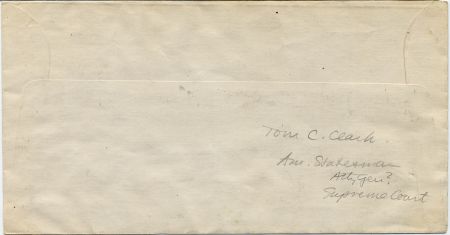 Tom C. Clark.
Am. Statesman
Atty, Gen?
Supreme Court